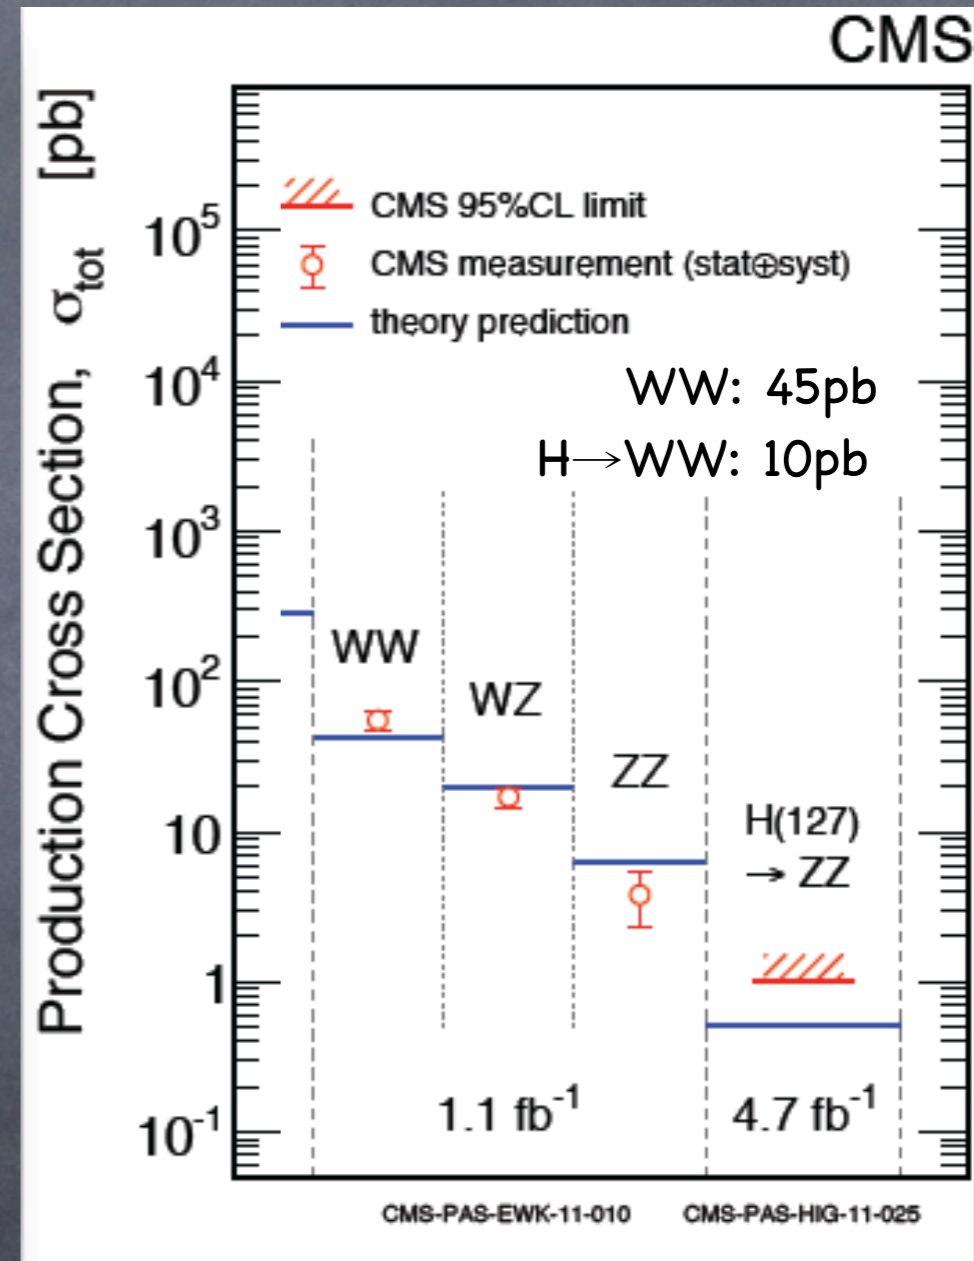 CMS
Production Cross Section, σ_tot [pb]
10^5
10^4
10^3
10^2
10
1
10^-1
CMS 95%CL limit
CMS measurement (stat⊕syst)
theory prediction
WW: 45pb
H→WW: 10pb
WW
WZ
ZZ
H(127)
→ ZZ
1.1 fb^-1
4.7 fb^-1
CMS-PAS-EWK-11-010
CMS-PAS-HIG-11-025